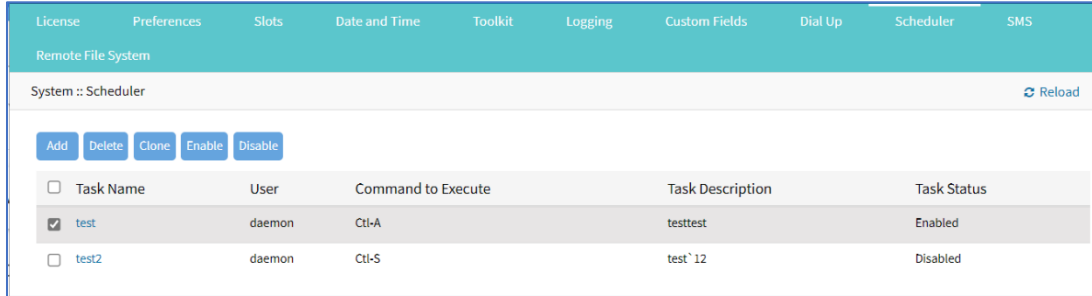 License Preferences Slots Date and Time Toolkit Logging Custom Fields Dial Up Scheduler SMS
Remote File System
System :: Scheduler Reload
Add Delete Clone Enable Disable
Task Name User Command to Execute Task Description Task Status
test daemon Ctl-A testtest Enabled
test2 daemon Ctl-S test`12 Disabled